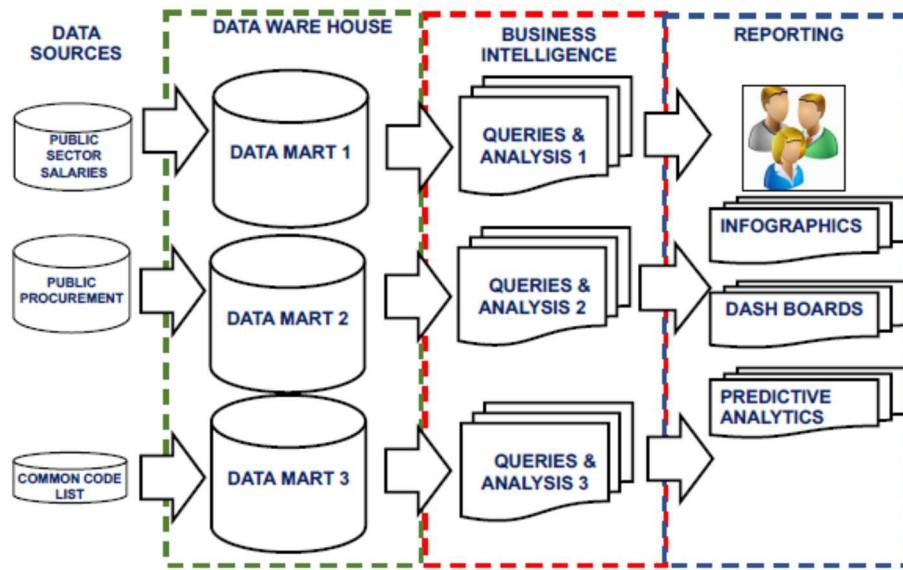 DATA
SOURCES
DATA WARE HOUSE
BUSINESS
INTELLIGENCE
REPORTING
PUBLIC
SECTOR
SALARIES
DATA MART 1
QUERIES &
ANALYSIS 1
INFOGRAPHICS
PUBLIC
PROCUREMENT
DATA MART 2
QUERIES &
ANALYSIS 2
DASH BOARDS
PREDICTIVE
ANALYTICS
COMMON CODE
LIST
DATA MART 3
QUERIES &
ANALYSIS 3